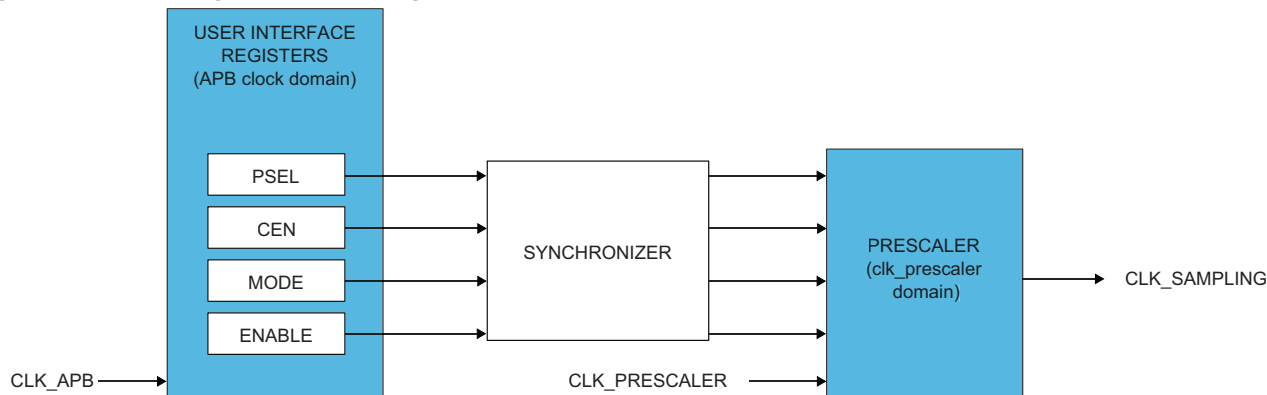 USER INTERFACE
REGISTERS
(APB clock domain)
PSEL
CEN
MODE
ENABLE
CLK_APB
SYNCHRONIZER
CLK_PRESCALER
PRESCALER
(clk_prescaler
domain)
CLK_SAMPLING